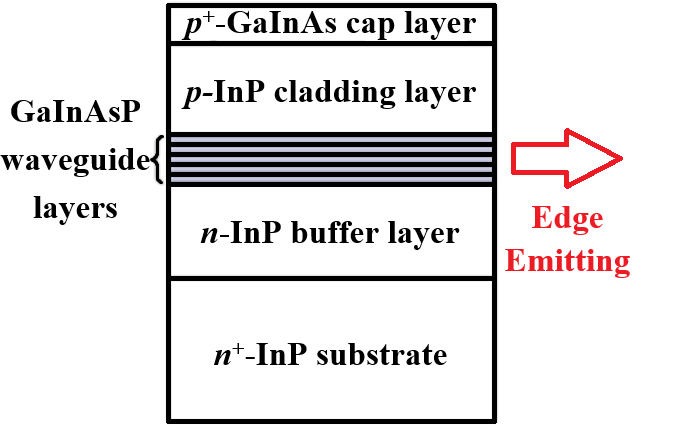 p⁺-GaInAs cap layer
p-InP cladding layer
GaInAsP
waveguide
layers
n-InP buffer layer
n⁺-InP substrate
Edge
Emitting